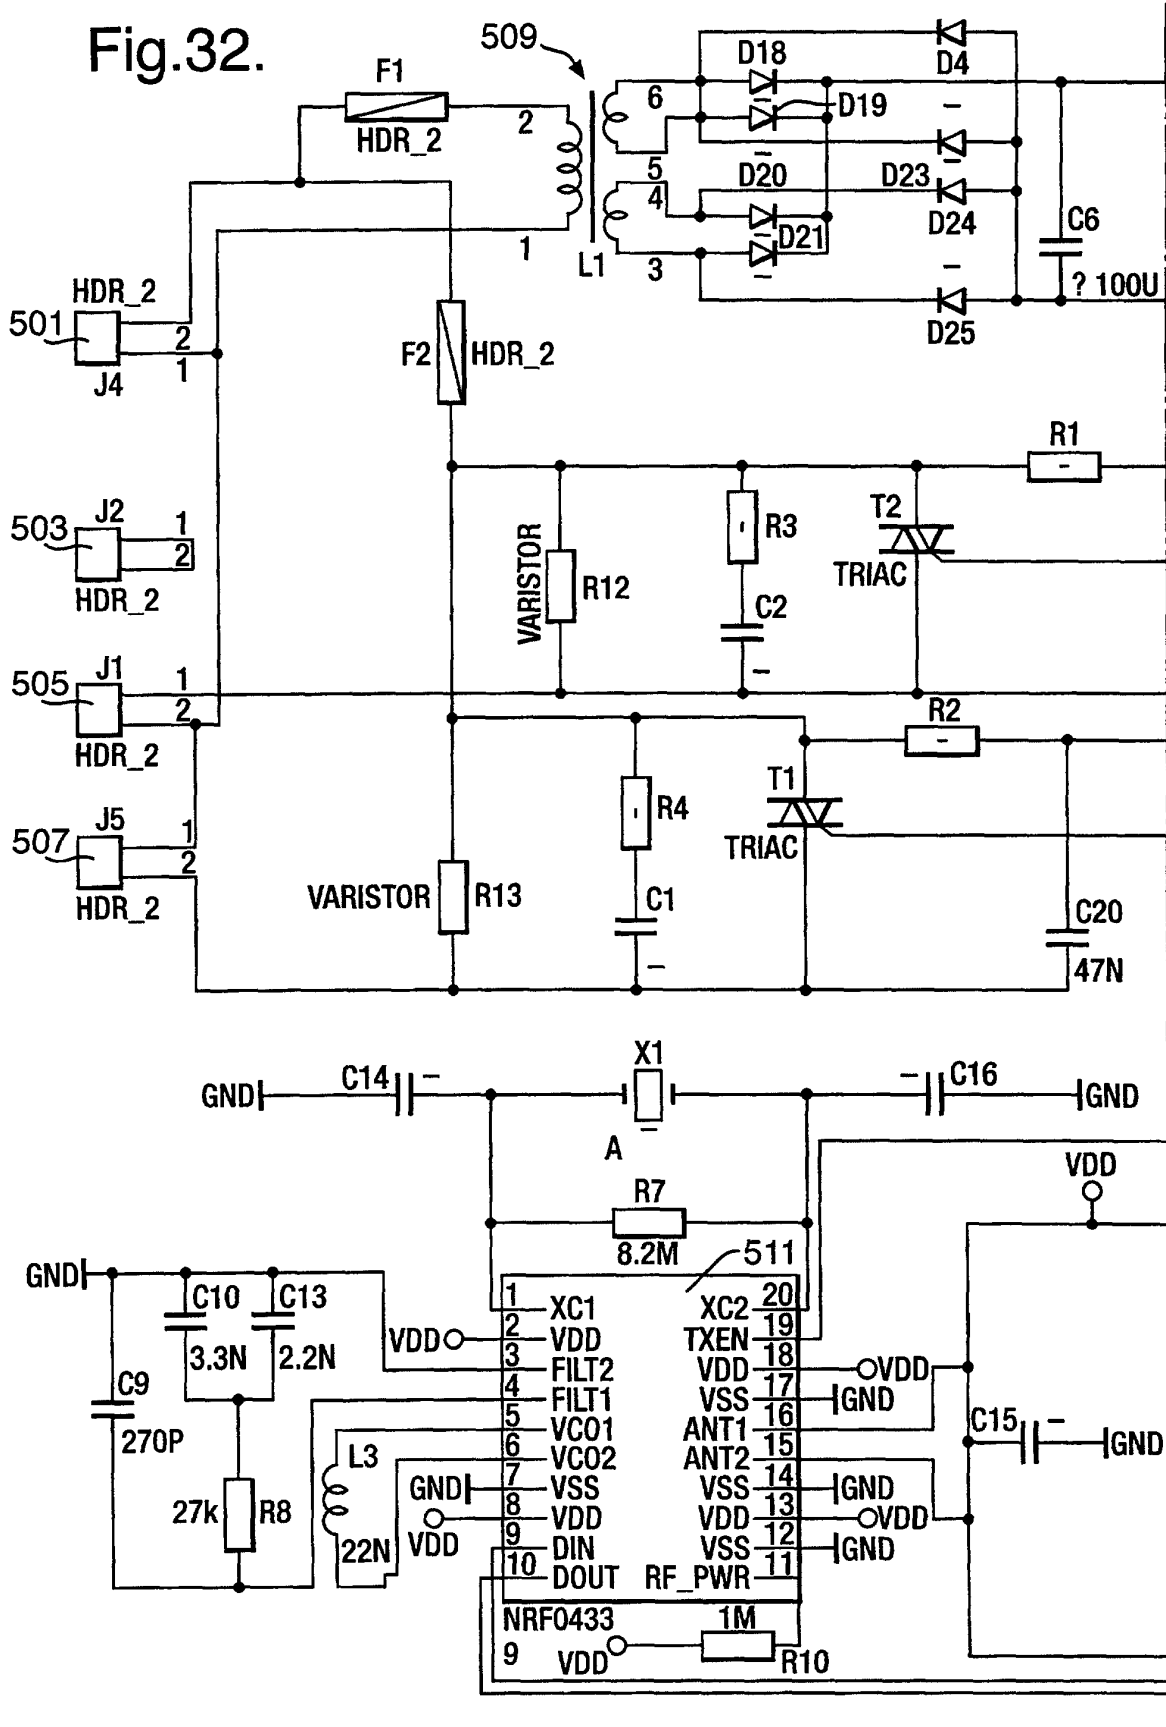 Fig.32.
509
F1
HDR_2
2
6
D18
D4
D19
5
4
D20
D23
D24
D21
3
1
L1
C6
? 100U
D25
HDR_2
501
2
1
J4
F2
HDR_2
R1
503
J2
1
2
HDR_2
VARISTOR
R12
R3
C2
T2
TRIAC
505
J1
1
2
HDR_2
R2
507
J5
1
2
HDR_2
VARISTOR
R13
R4
C1
T1
TRIAC
C20
47N
GND
C14
X1
A
C16
GND
VDD
R7
8.2M
511
GND
C10
3.3N
C13
2.2N
C9
270P
27k
R8
L3
22N
1 XC1 XC2 20
VDD 2 VDD TXEN 19
3 FILT2 VDD 18 VDD
4 FILT1 VSS 17 GND
5 VCO1 ANT1 16
6 VCO2 ANT2 15
GND 7 VSS VSS 14 GND
VDD 8 VDD VDD 13 VDD
9 DIN VSS 12 GND
10 DOUT RF_PWR 11
C15
GND
NRF0433
9
VDD
1M
R10